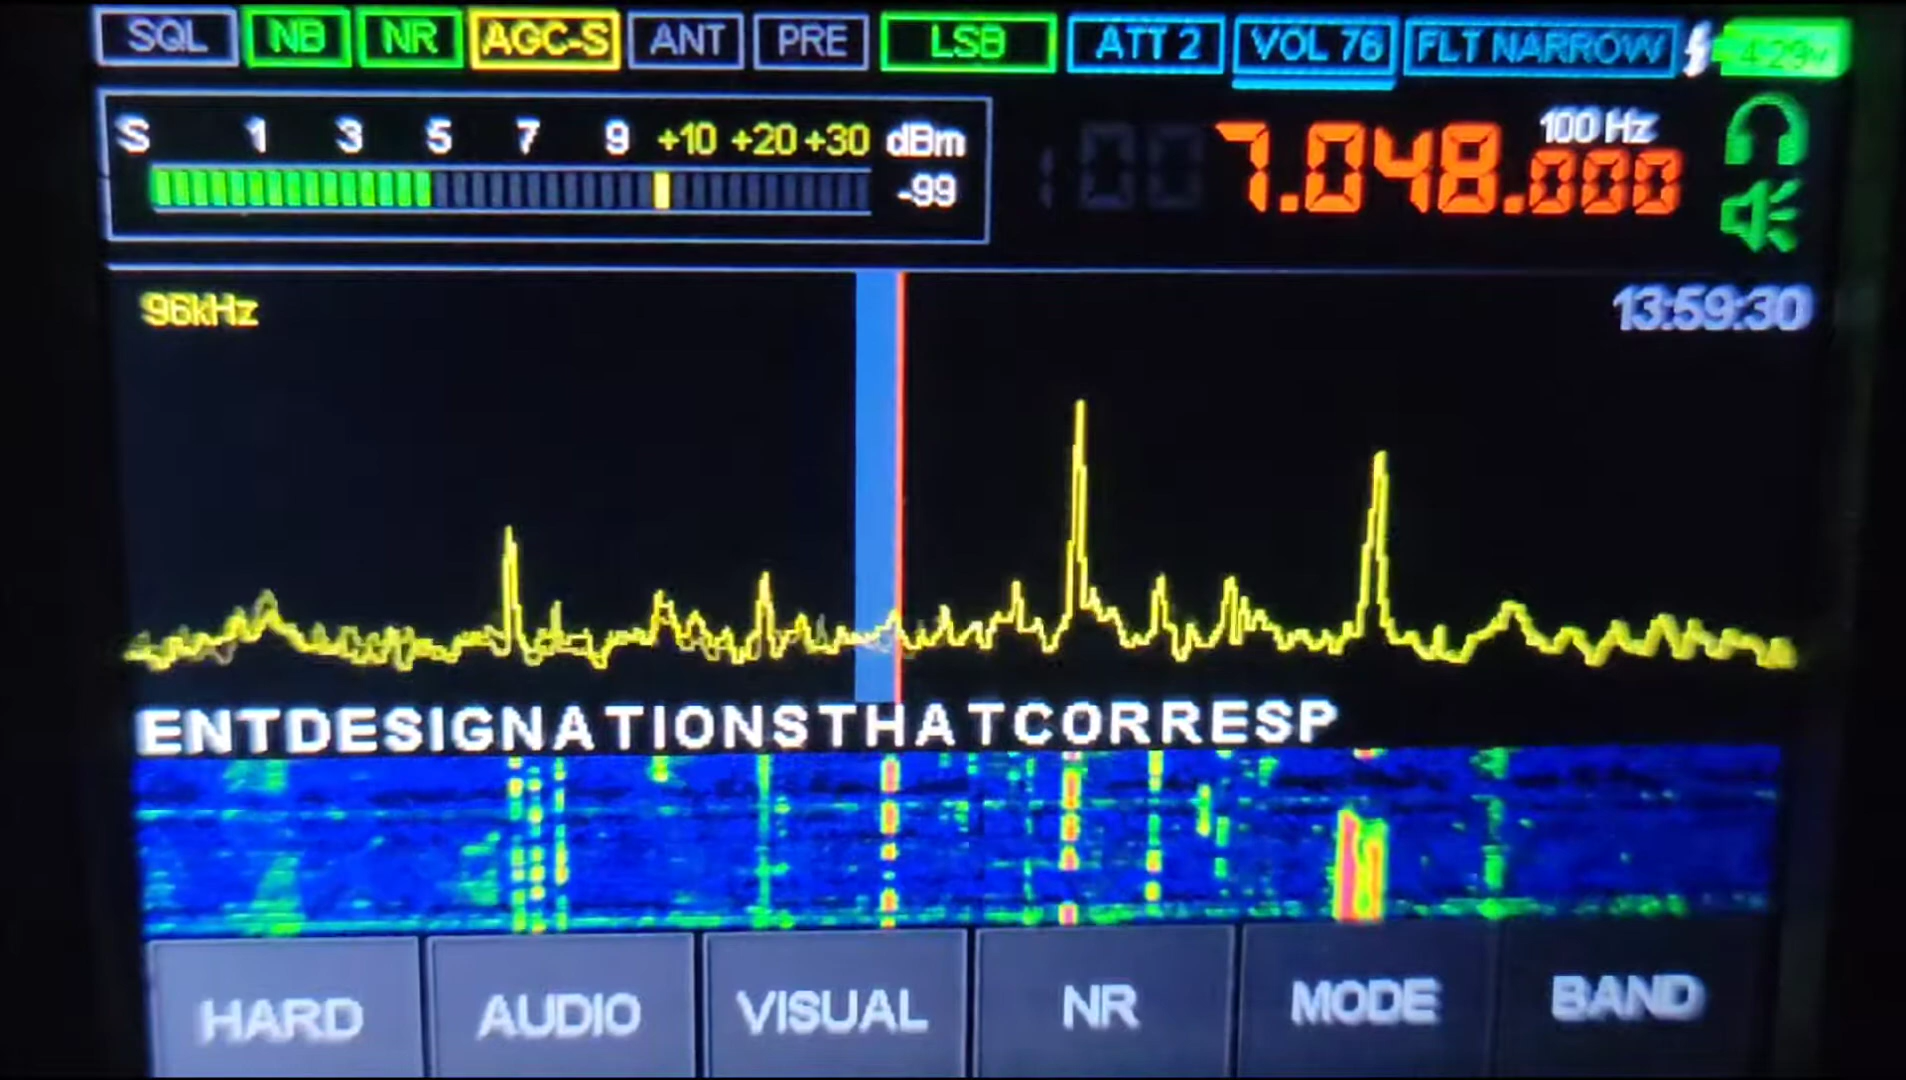 SQL NB NR AGC-S ANT PRE LSB ATT 2 VOL 76 FLT NARROW 4.29v
S 1 3 5 7 9 +10 +20 +30 dBm
-99
100 Hz
7.048.000
96kHz
13:59:30
ENTDESIGNATIONSTHATCORRESP
HARD AUDIO VISUAL NR MODE BAND